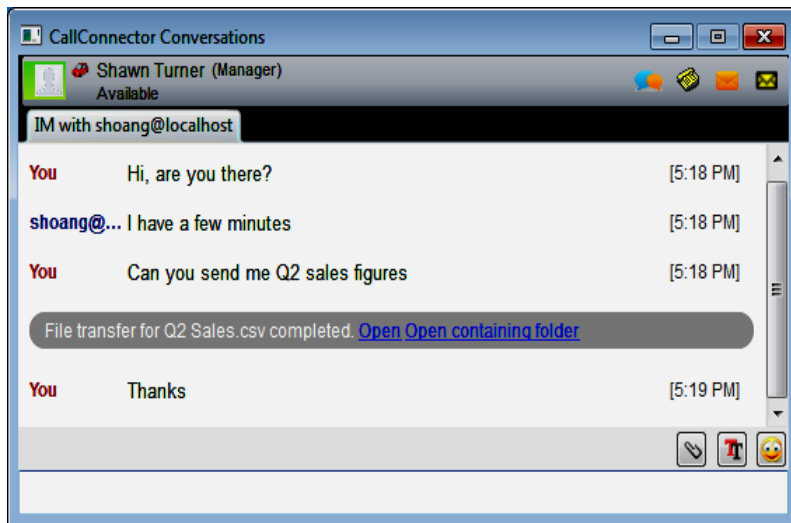 CallConnector Conversations
Shawn Turner (Manager)
Available
IM with shoang@localhost
You Hi, are you there? [5:18 PM]
shoang@... I have a few minutes [5:18 PM]
You Can you send me Q2 sales figures [5:18 PM]
File transfer for Q2 Sales.csv completed. Open Open containing folder
You Thanks [5:19 PM]
TT